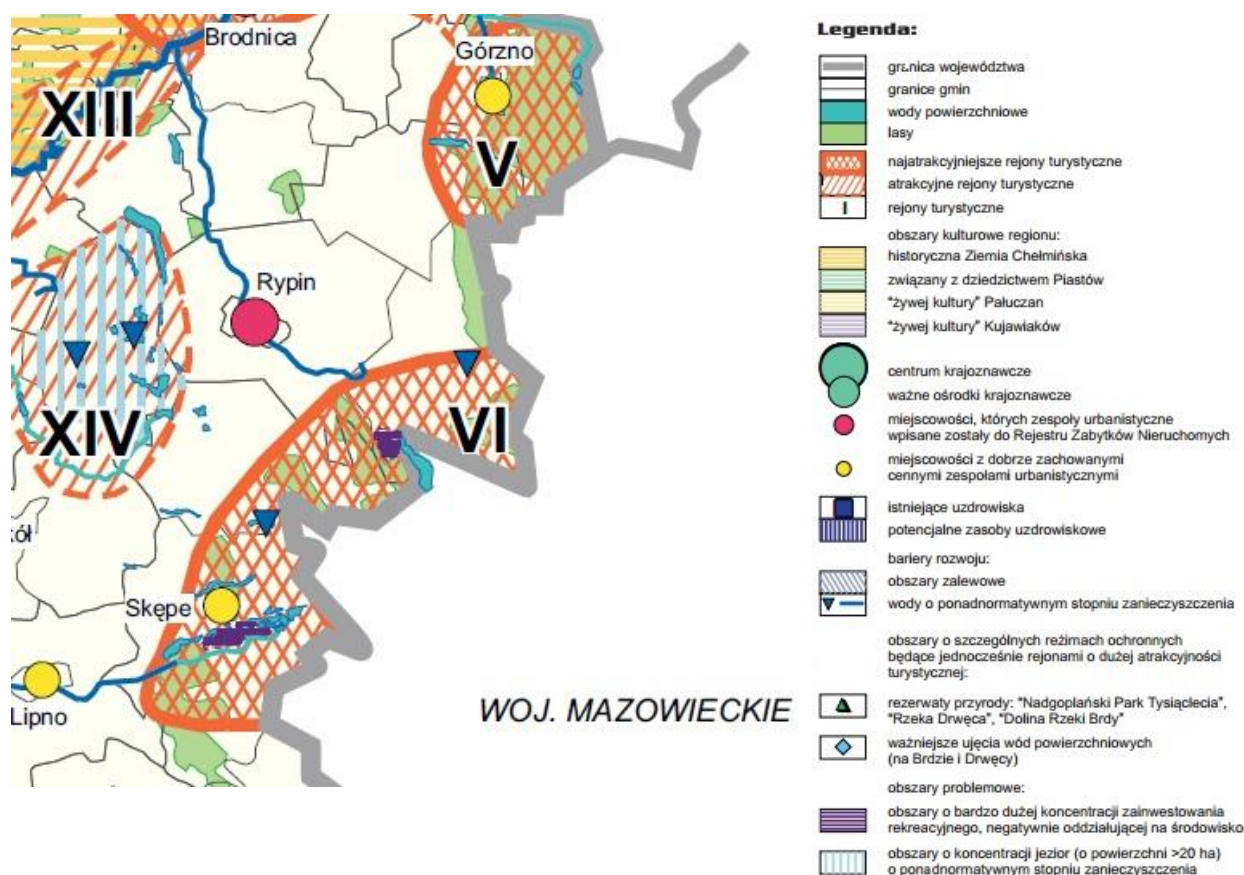 Brodnica
Górzno
XIII
V
Rypin
XIV
VI
kół
Skępe
Lipno
WOJ. MAZOWIECKIE
Legenda:
granica województwa
granice gmin
wody powierzchniowe
lasy
najatrakcyjniejsze rejony turystyczne
atrakcyjne rejony turystyczne
I
rejony turystyczne
obszary kulturowe regionu:
historyczna Ziemia Chełmińska
związany z dziedzictwem Piastów
"żywej kultury" Pałuczan
"żywej kultury" Kujawiaków
centrum krajoznawcze
ważne ośrodki krajoznawcze
miejscowości, których zespoły urbanistyczne
wpisane zostały do Rejestru Zabytków Nieruchomych
miejscowości z dobrze zachowanymi
cennymi zespołami urbanistycznymi
istniejące uzdrowiska
potencjalne zasoby uzdrowiskowe
bariery rozwoju:
obszary zalewowe
wody o ponadnormatywnym stopniu zanieczyszczenia
obszary o szczególnych reżimach ochronnych
będące jednocześnie rejonami o dużej atrakcyjności
turystycznej:
rezerwaty przyrody: "Nadgoplański Park Tysiąclecia",
"Rzeka Drwęca", "Dolina Rzeki Brdy"
ważniejsze ujęcia wód powierzchniowych
(na Brdzie i Drwęcy)
obszary problemowe:
obszary o bardzo dużej koncentracji zainwestowania
rekreacyjnego, negatywnie oddziałującej na środowisko
obszary o koncentracji jezior (o powierzchni >20 ha)
o ponadnormatywnym stopniu zanieczyszczenia